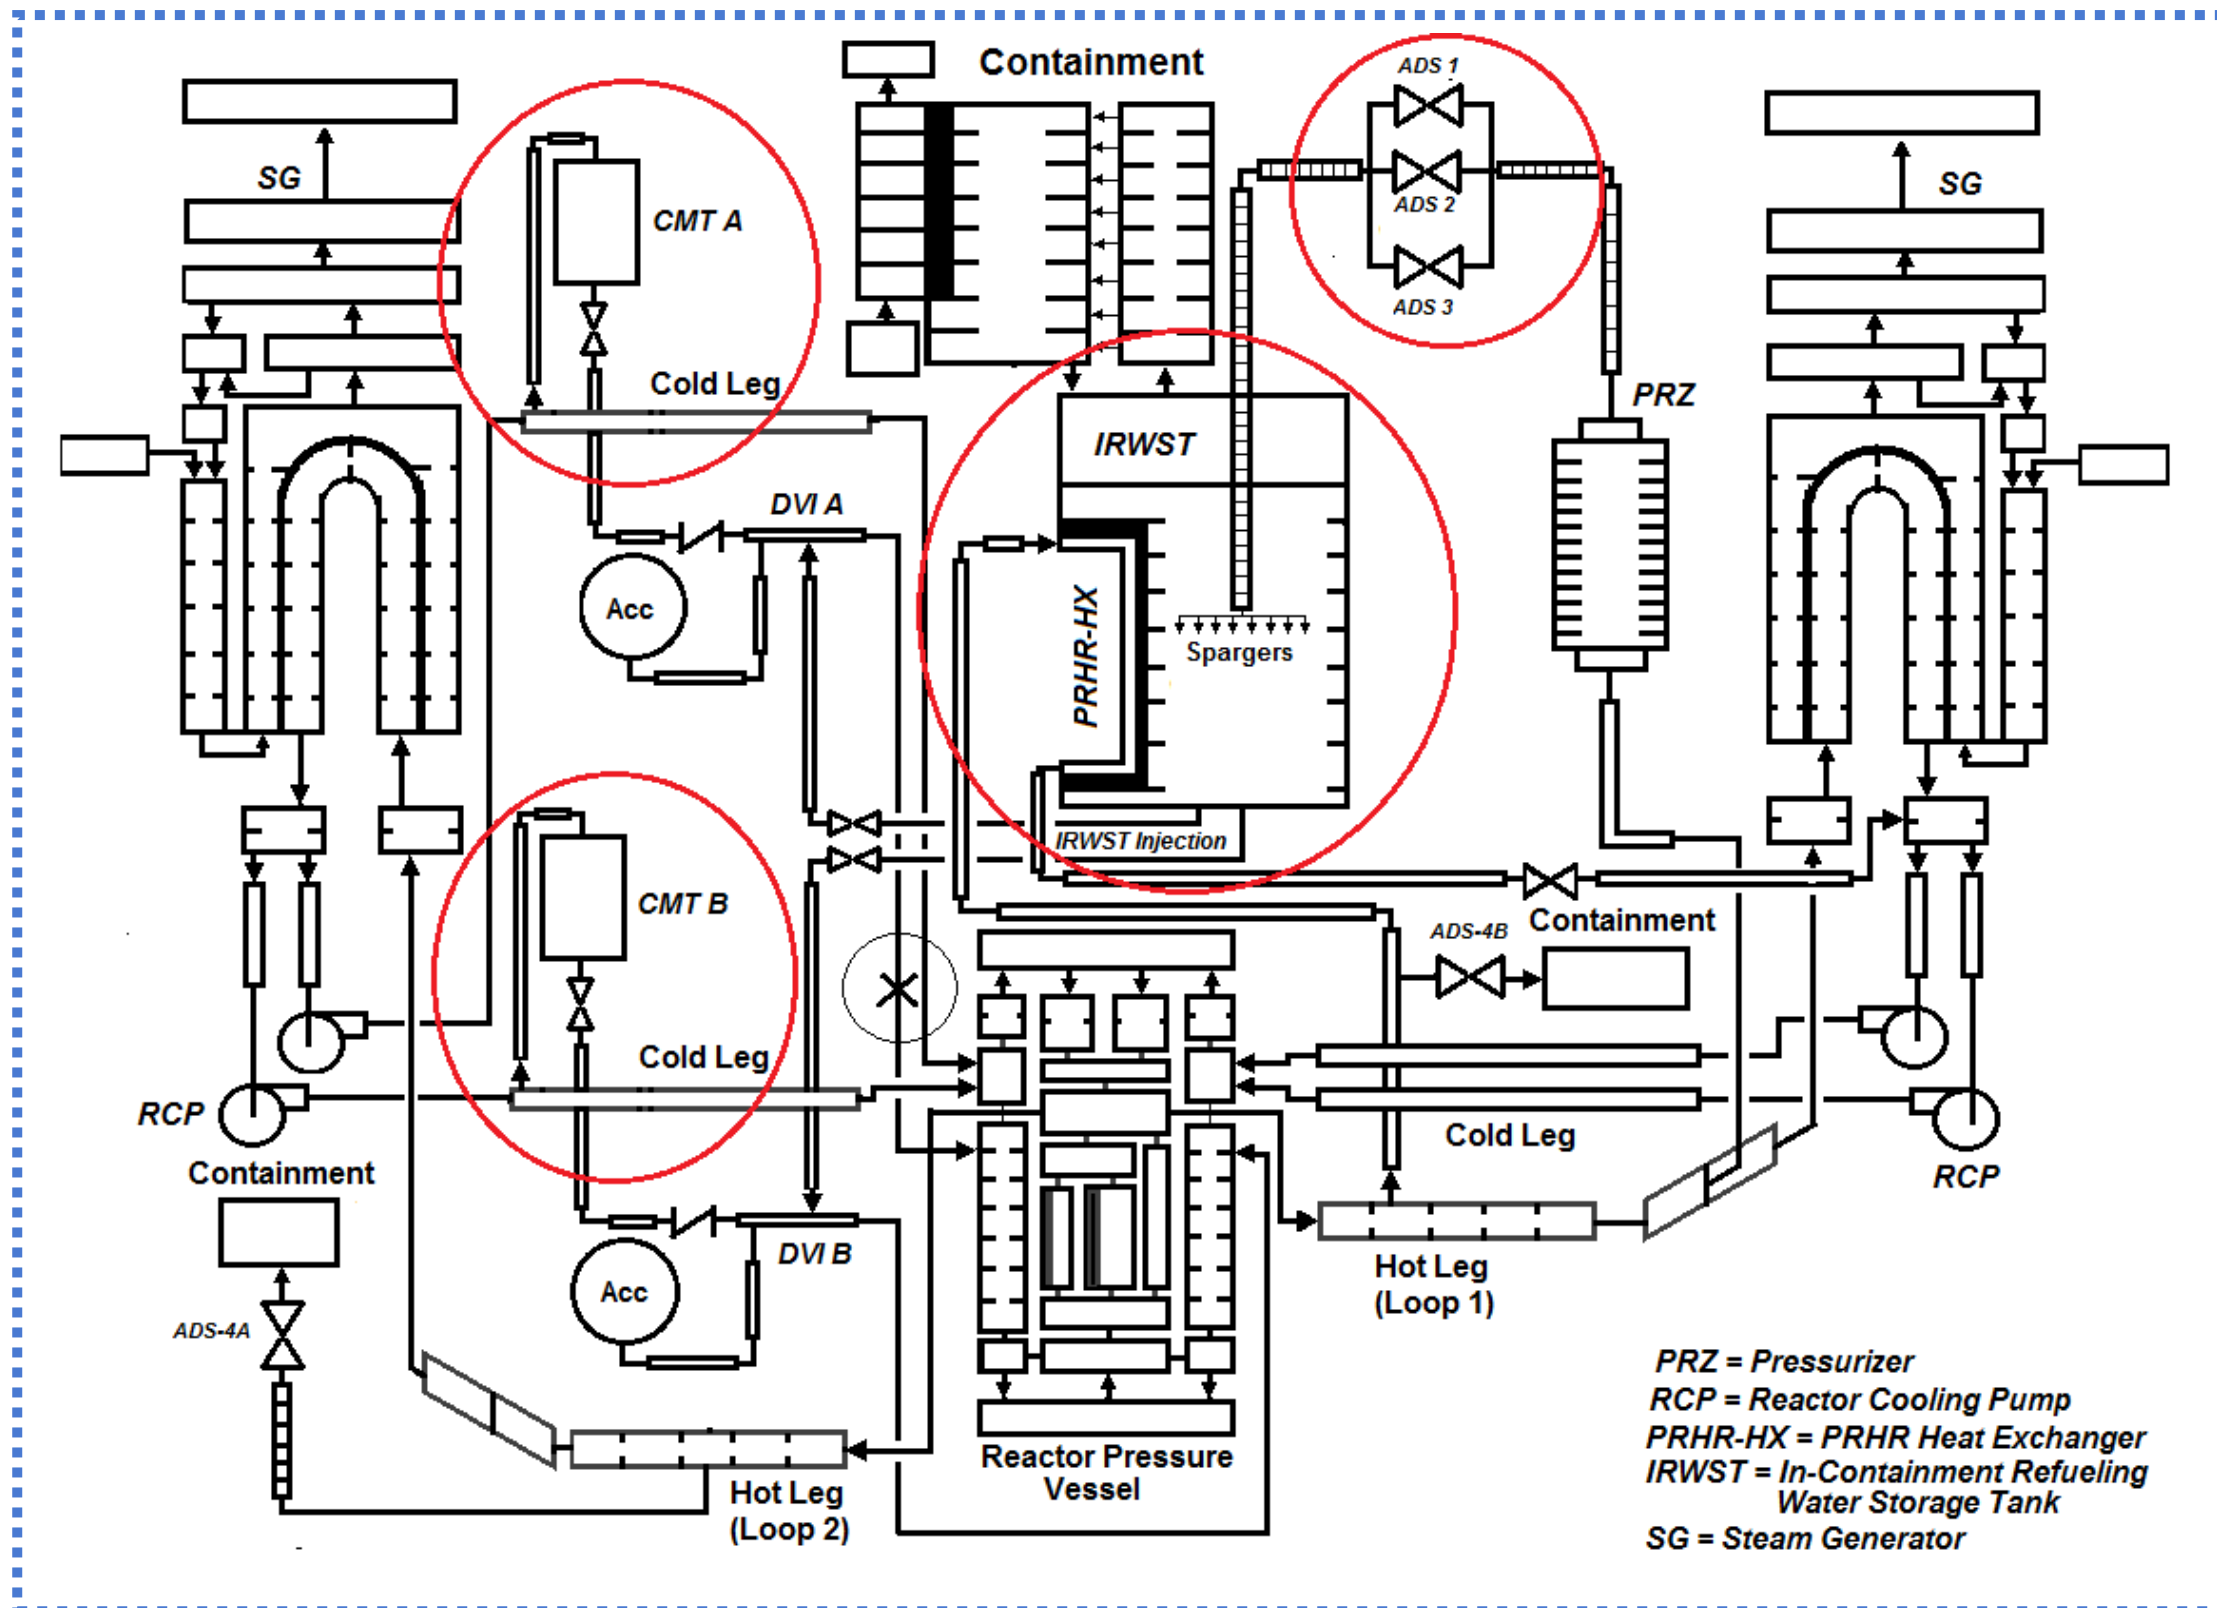 Containment
ADS 1
SG
CMT A
ADS 2
SG
ADS 3
Cold Leg
PRZ
IRWST
DVI A
Acc
PRHR-HX
Spargers
IRWST Injection
CMT B
Containment
ADS-4B
Cold Leg
RCP
Cold Leg
Containment
RCP
DVI B
Hot Leg
(Loop 1)
Acc
ADS-4A
Reactor Pressure
Vessel
Hot Leg
(Loop 2)
PRZ = Pressurizer
RCP = Reactor Cooling Pump
PRHR-HX = PRHR Heat Exchanger
IRWST = In-Containment Refueling
Water Storage Tank
SG = Steam Generator